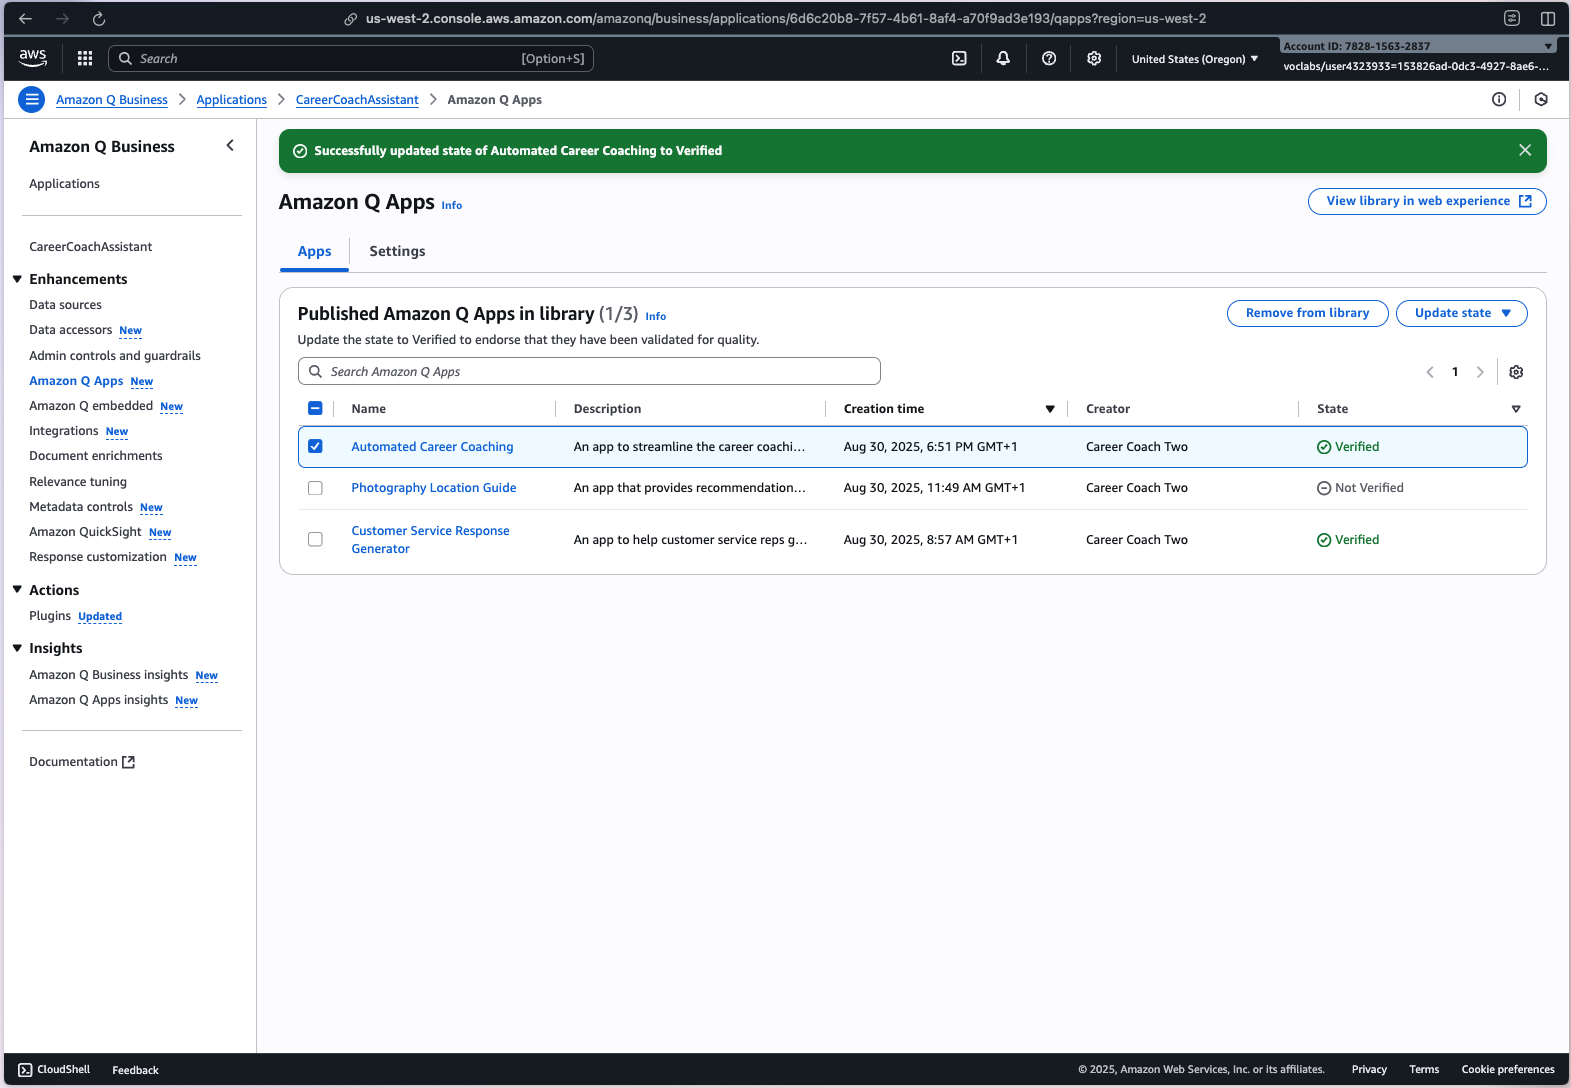 us-west-2.console.aws.amazon.com/amazonq/business/applications/6d6c20b8-7f57-4b61-8af4-a70f9ad3e193/qapps?region=us-west-2
aws
Search
[Option+S]
United States (Oregon)
Account ID: 7828-1563-2837
voclabs/user4323933=153826ad-0dc3-4927-8ae6-...
Amazon Q Business
Applications
CareerCoachAssistant
Amazon Q Apps
Amazon Q Business
Applications
CareerCoachAssistant
Enhancements
Data sources
Data accessors New
Admin controls and guardrails
Amazon Q Apps New
Amazon Q embedded New
Integrations New
Document enrichments
Relevance tuning
Metadata controls New
Amazon QuickSight New
Response customization New
Actions
Plugins Updated
Insights
Amazon Q Business insights New
Amazon Q Apps insights New
Documentation
Successfully updated state of Automated Career Coaching to Verified
Amazon Q Apps Info
View library in web experience
Apps
Settings
Published Amazon Q Apps in library (1/3) Info
Remove from library
Update state
Update the state to Verified to endorse that they have been validated for quality.
Search Amazon Q Apps
1
Name
Description
Creation time
Creator
State
Automated Career Coaching
An app to streamline the career coachi...
Aug 30, 2025, 6:51 PM GMT+1
Career Coach Two
Verified
Photography Location Guide
An app that provides recommendation...
Aug 30, 2025, 11:49 AM GMT+1
Career Coach Two
Not Verified
Customer Service Response
Generator
An app to help customer service reps g...
Aug 30, 2025, 8:57 AM GMT+1
Career Coach Two
Verified
CloudShell
Feedback
© 2025, Amazon Web Services, Inc. or its affiliates.
Privacy
Terms
Cookie preferences